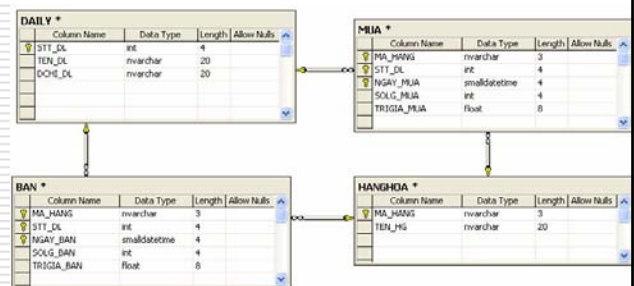 DAILY *
Column Name Data Type Length Allow Nulls
STT_DL int 4
TEN_DL nvarchar 20
DCHI_DL nvarchar 20
MUA *
Column Name Data Type Length Allow Nulls
MA_HANG nvarchar 3
STT_DL int 4
NGAY_MUA smalldatetime 4
SOLG_MUA int 4
TRIGIA_MUA float 8
BAN *
Column Name Data Type Length Allow Nulls
MA_HANG nvarchar 3
STT_DL int 4
NGAY_BAN smalldatetime 4
SOLG_BAN int 4
TRIGIA_BAN float 8
HANGHOA *
Column Name Data Type Length Allow Nulls
MA_HANG nvarchar 3
TEN_HG nvarchar 20